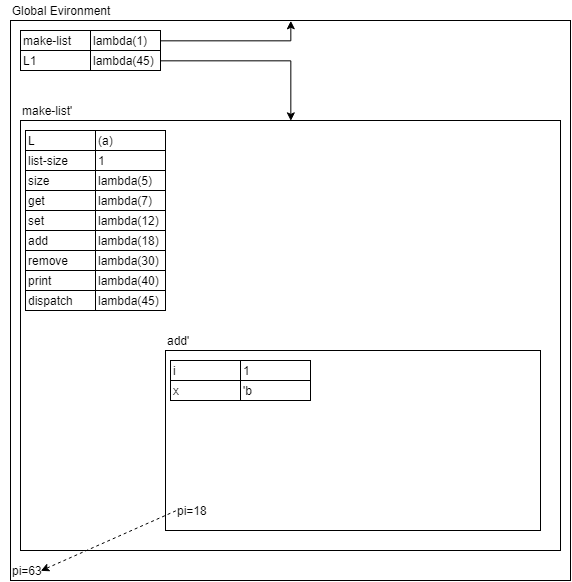 Global Evironment
make-list lambda(1)
L1 lambda(45)
make-list'
L (a)
list-size 1
size lambda(5)
get lambda(7)
set lambda(12)
add lambda(18)
remove lambda(30)
print lambda(40)
dispatch lambda(45)
add'
i 1
x 'b
pi=18
pi=63